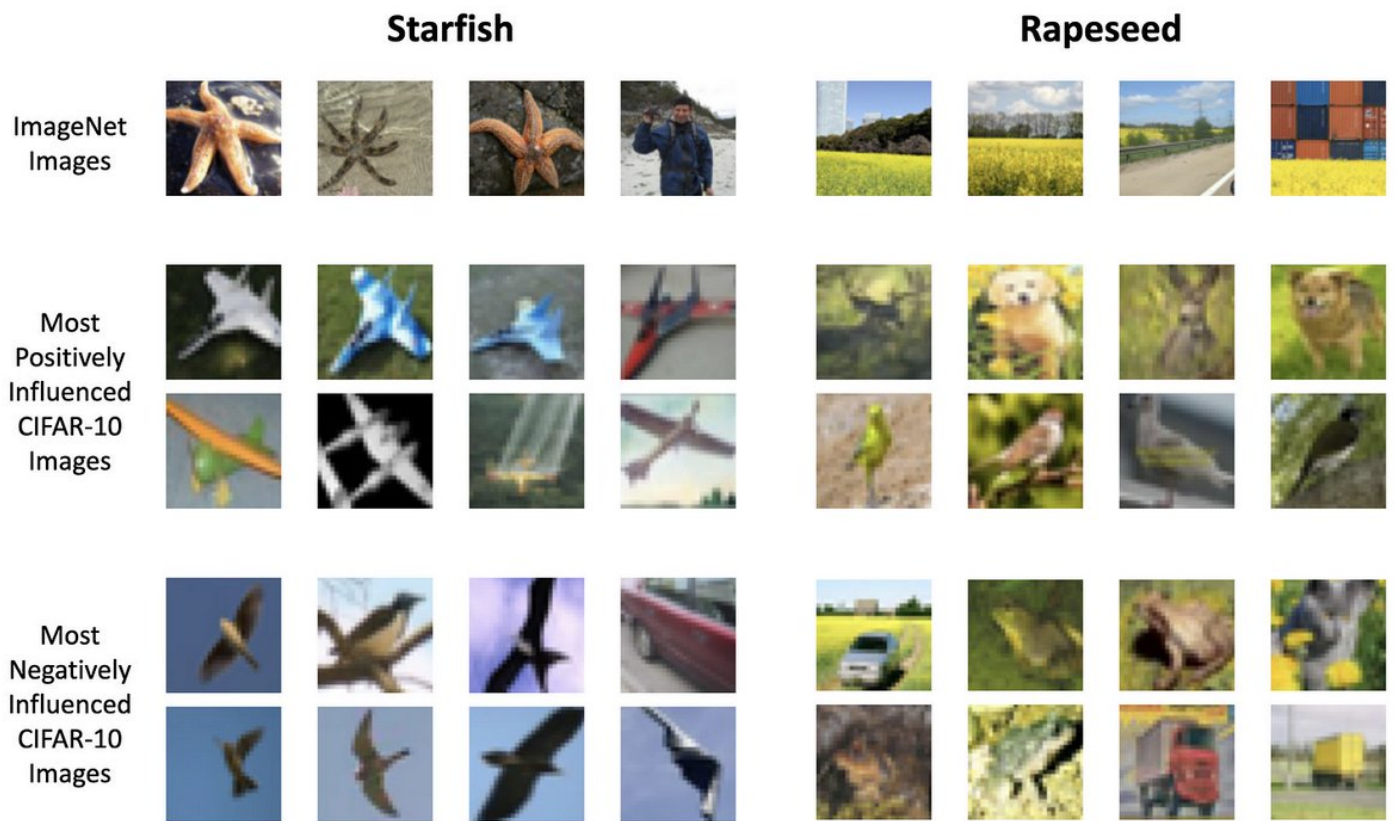 Starfish
Rapeseed
ImageNet
Images
Most
Positively
Influenced
CIFAR-10
Images
Most
Negatively
Influenced
CIFAR-10
Images